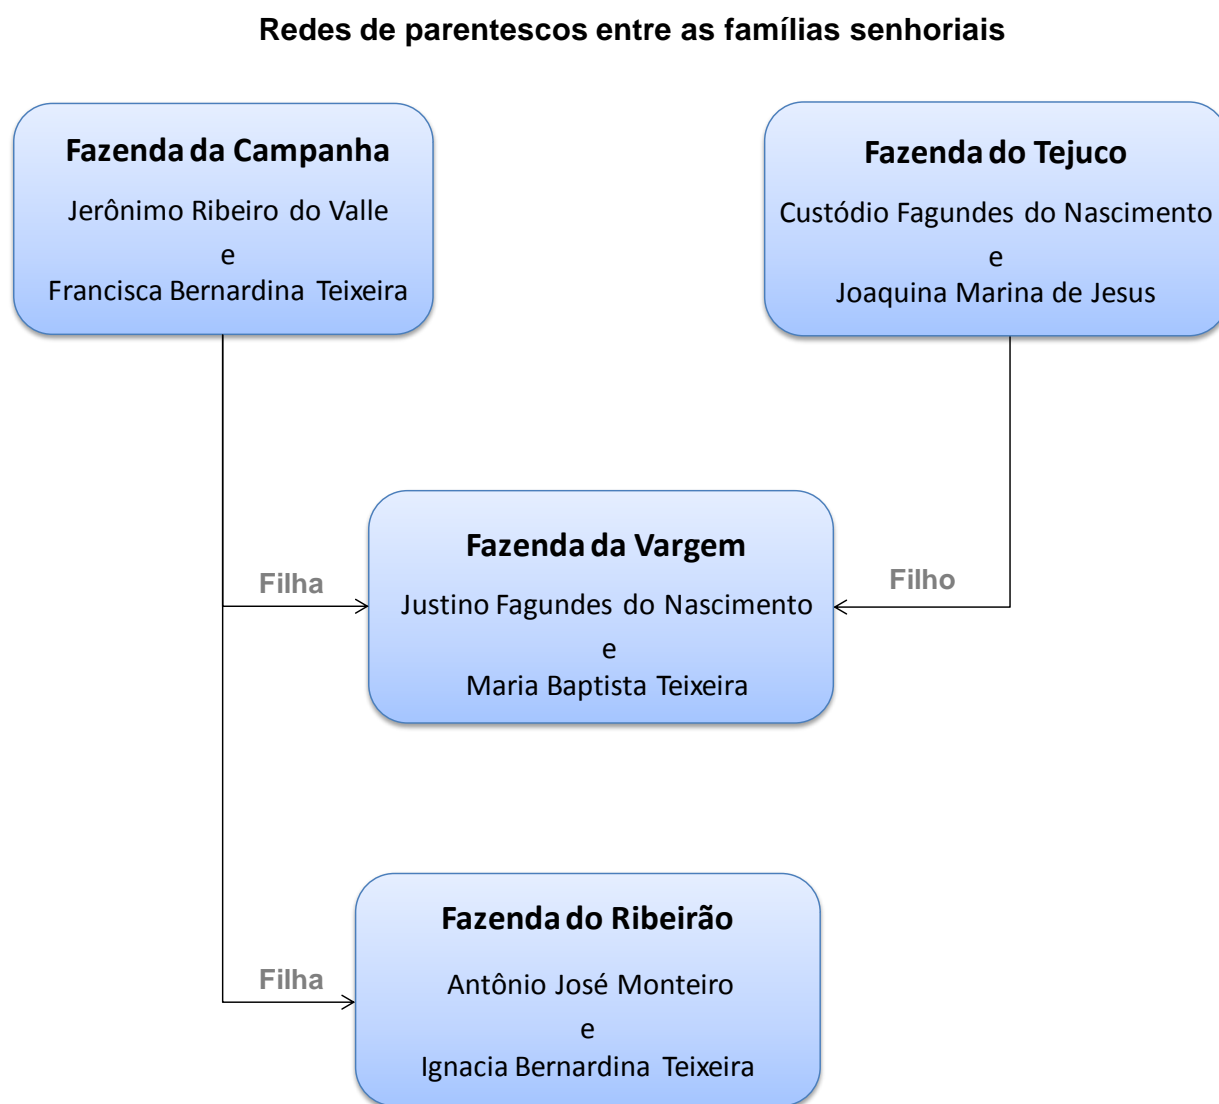 Redes de parentescos entre as famílias senhoriais
Fazenda da Campanha
Jerônimo Ribeiro do Valle
e
Francisca Bernardina Teixeira
Fazenda do Tejuco
Custódio Fagundes do Nascimento
e
Joaquina Marina de Jesus
Filha
Fazenda da Vargem
Justino Fagundes do Nascimento
e
Maria Baptista Teixeira
Filho
Filha
Fazenda do Ribeirão
Antônio José Monteiro
e
Ignacia Bernardina Teixeira